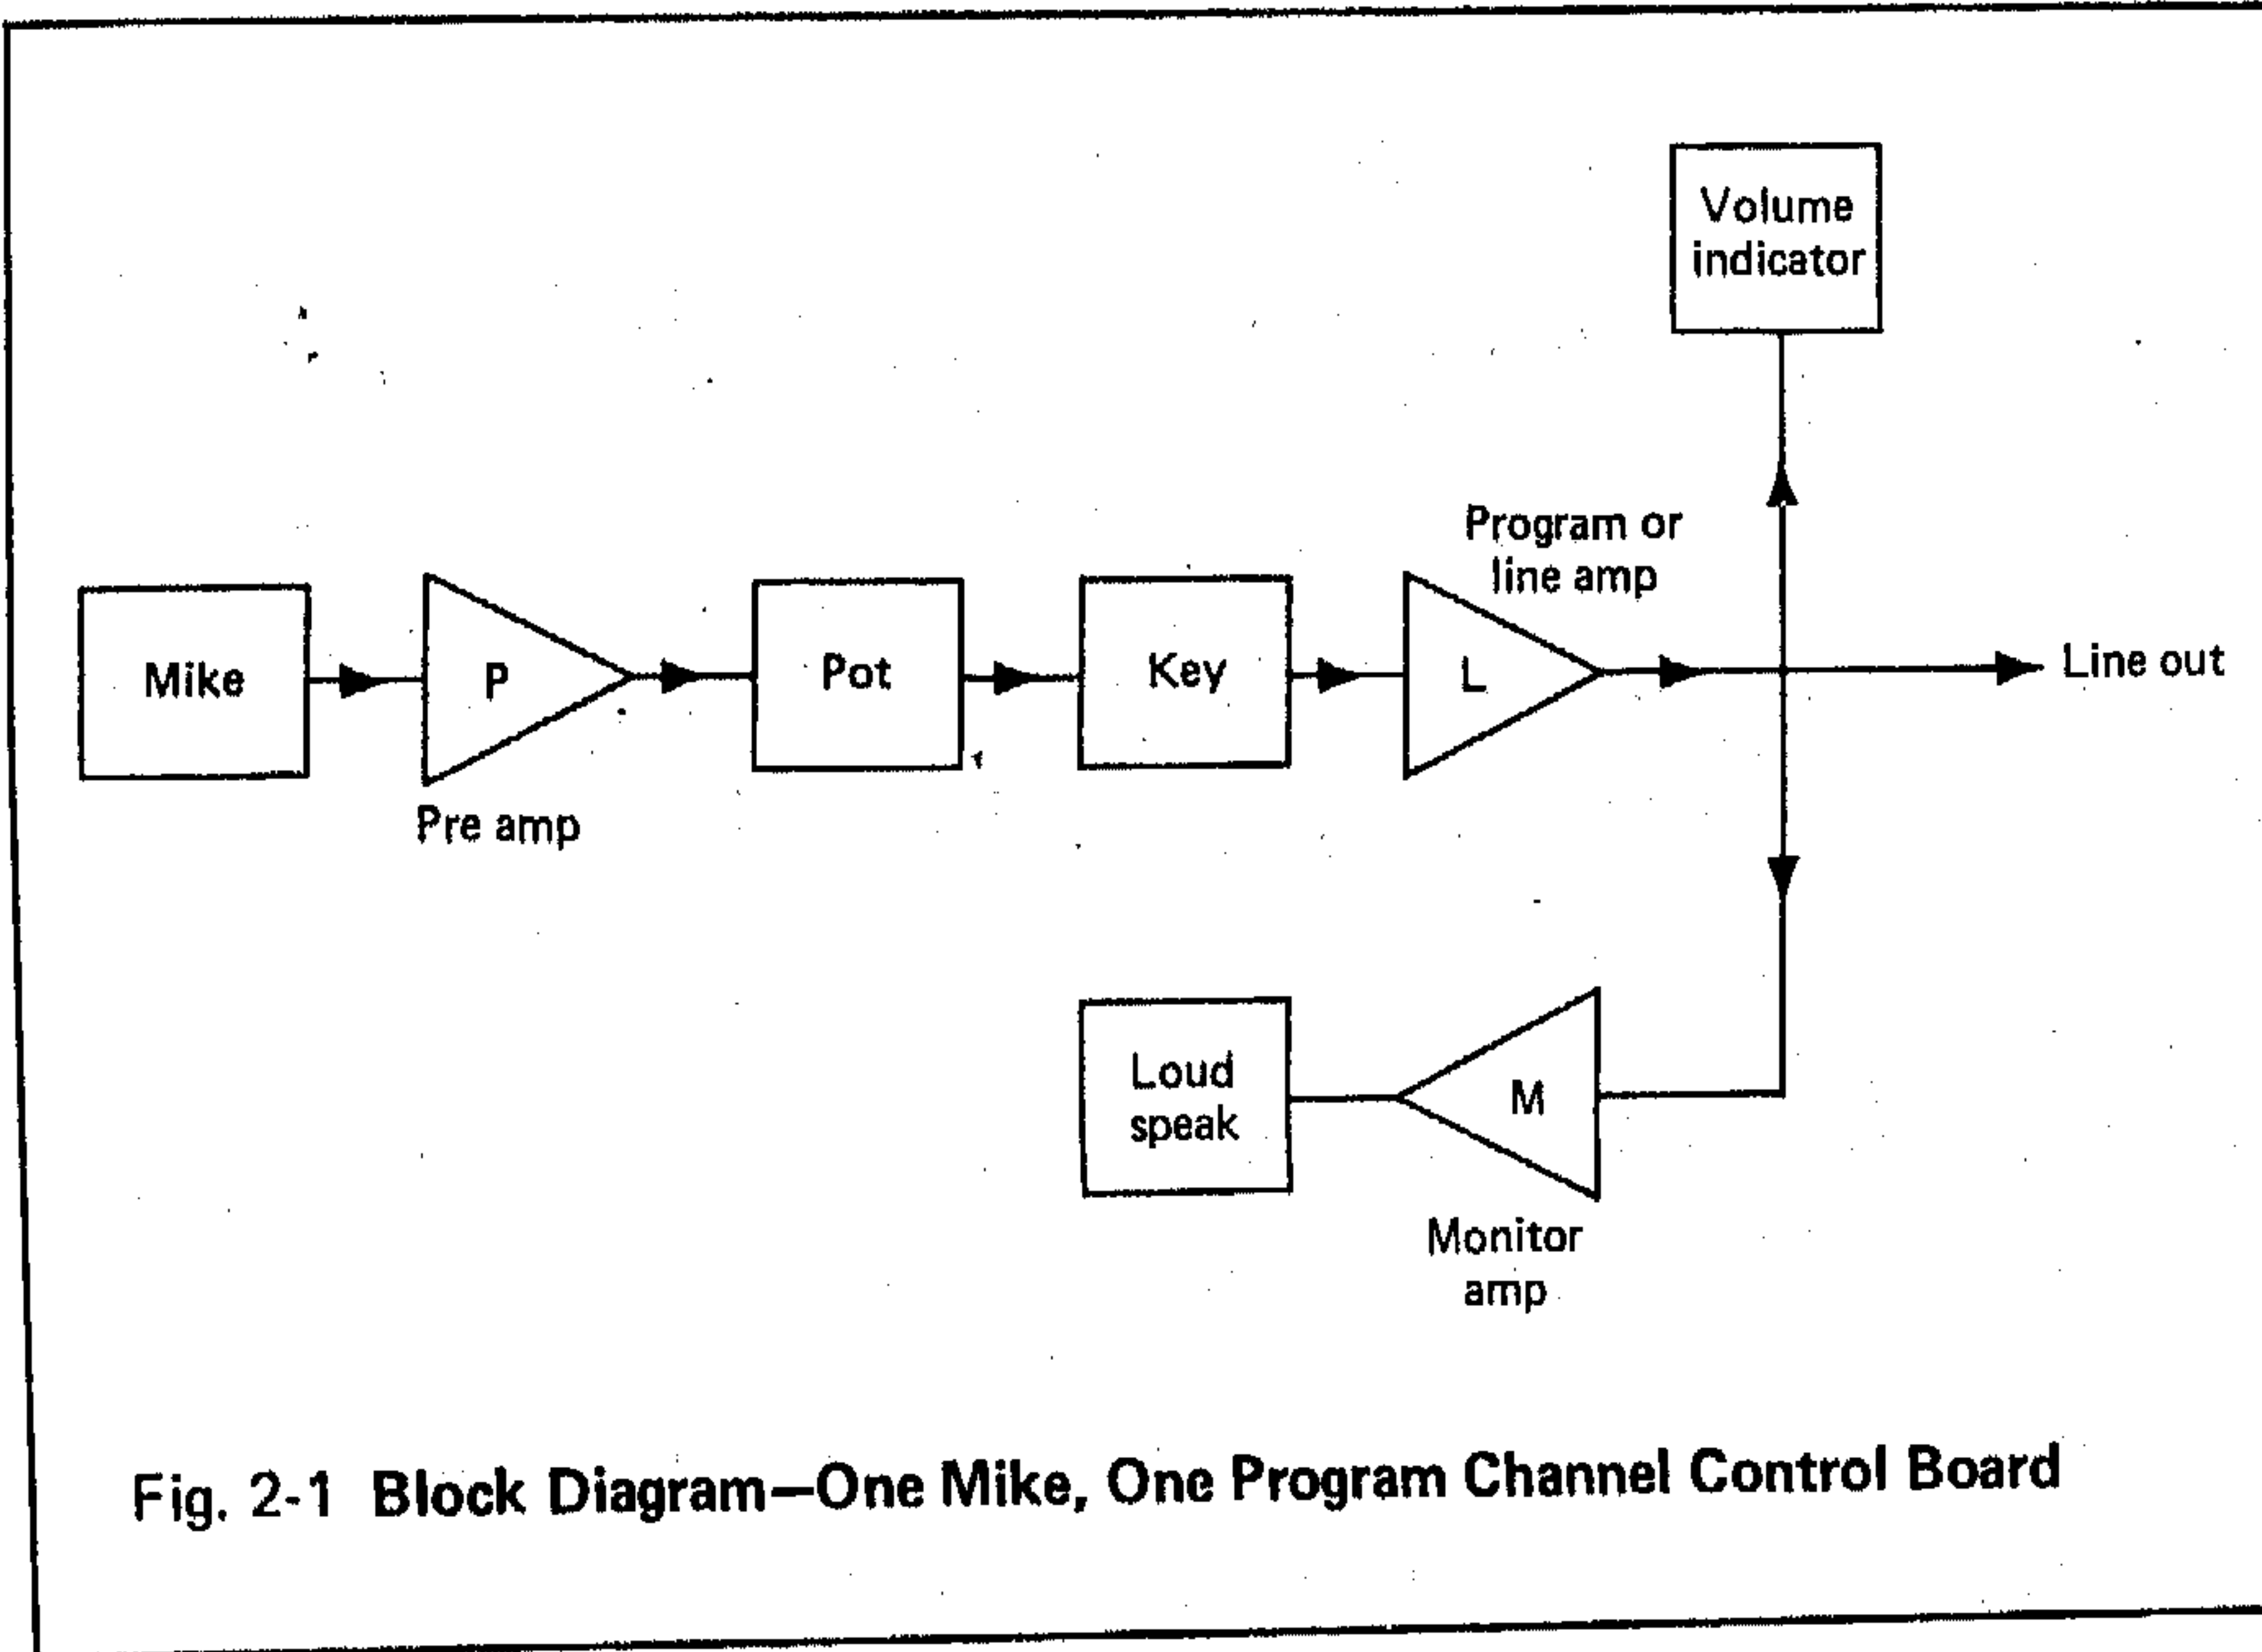 Volume
indicator
Program or
line amp
Mike
P
Pot
Key
L
Line out
Pre amp
Loud
speak
M
Monitor
amp
Fig. 2-1 Block Diagram—One Mike, One Program Channel Control Board